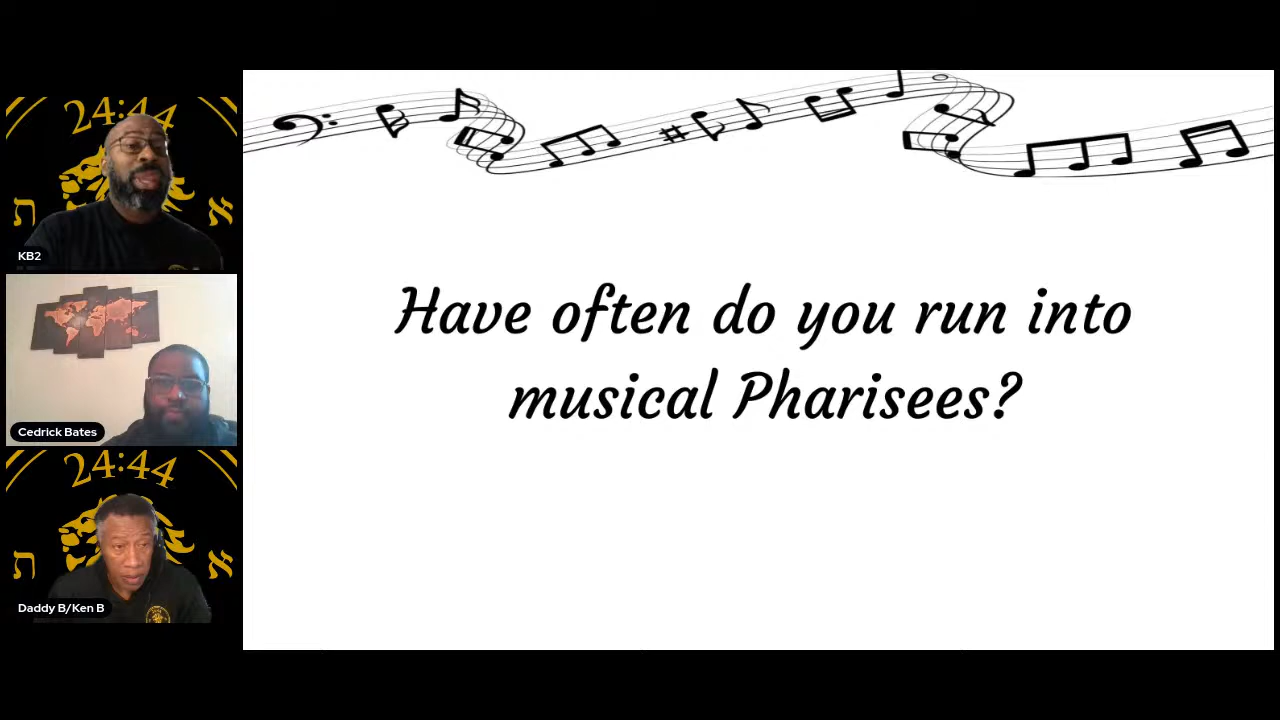 24:44
ת
א
KB2
Cedrick Bates
24:44
ת
א
Daddy B/Ken B
Have often do you run into
musical Pharisees?